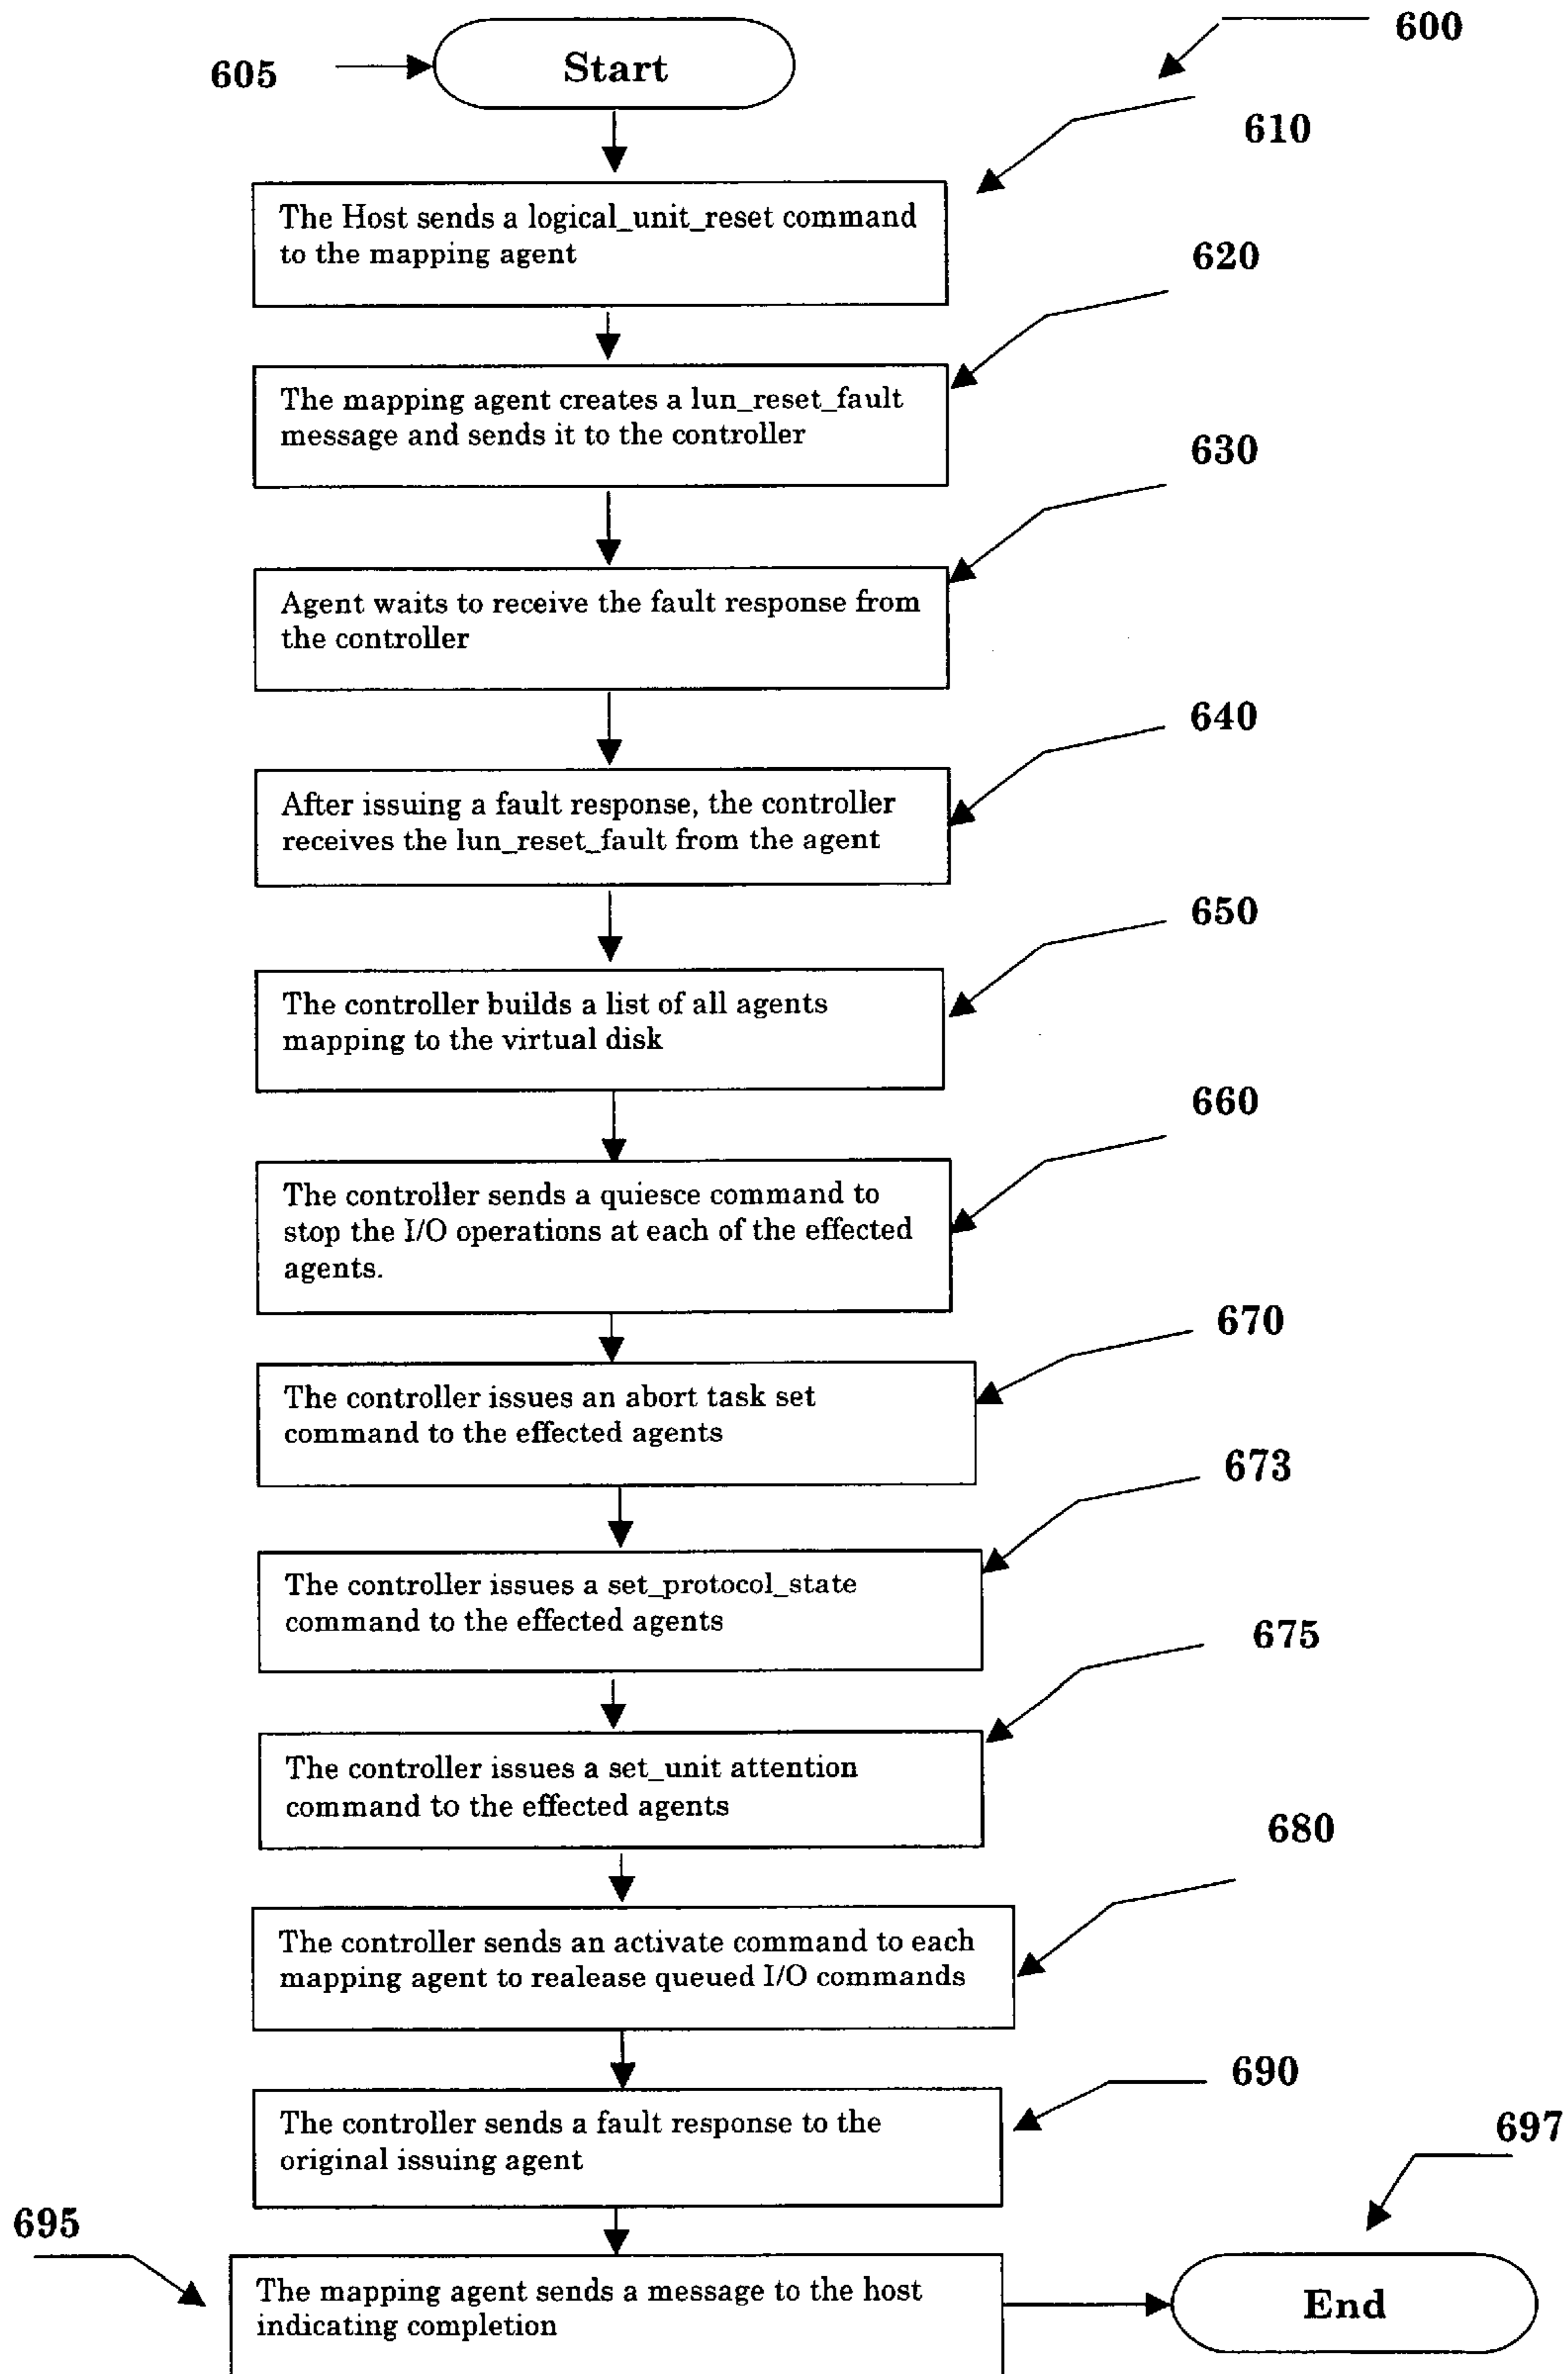 600
605
Start
610
The Host sends a logical_unit_reset command
to the mapping agent
620
The mapping agent creates a lun_reset_fault
message and sends it to the controller
630
Agent waits to receive the fault response from
the controller
640
After issuing a fault response, the controller
receives the lun_reset_fault from the agent
650
The controller builds a list of all agents
mapping to the virtual disk
660
The controller sends a quiesce command to
stop the I/O operations at each of the effected
agents.
670
The controller issues an abort task set
command to the effected agents
673
The controller issues a set_protocol_state
command to the effected agents
675
The controller issues a set_unit attention
command to the effected agents
680
The controller sends an activate command to each
mapping agent to realease queued I/O commands
690
The controller sends a fault response to the
original issuing agent
697
695
The mapping agent sends a message to the host
indicating completion
End